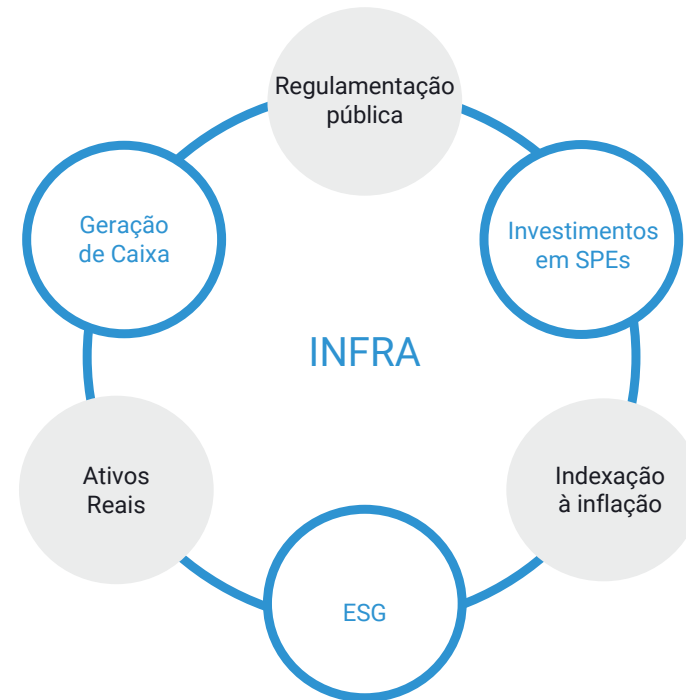 Regulamentação
pública
Geração
de Caixa
Investimentos
em SPEs
INFRA
Ativos
Reais
Indexação
à inflação
ESG